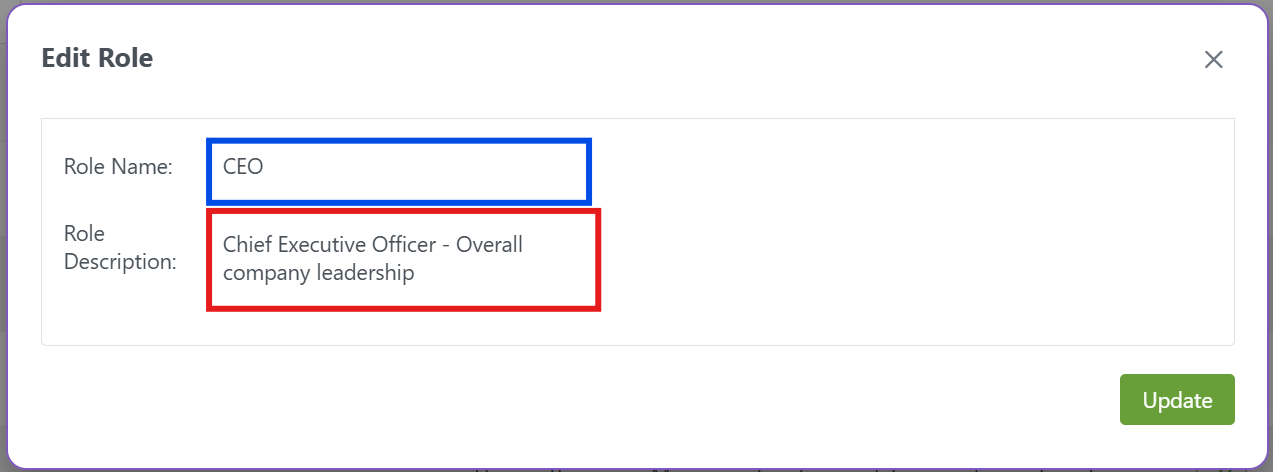 Edit Role
Role Name:
CEO
Role
Description:
Chief Executive Officer - Overall
company leadership
Update